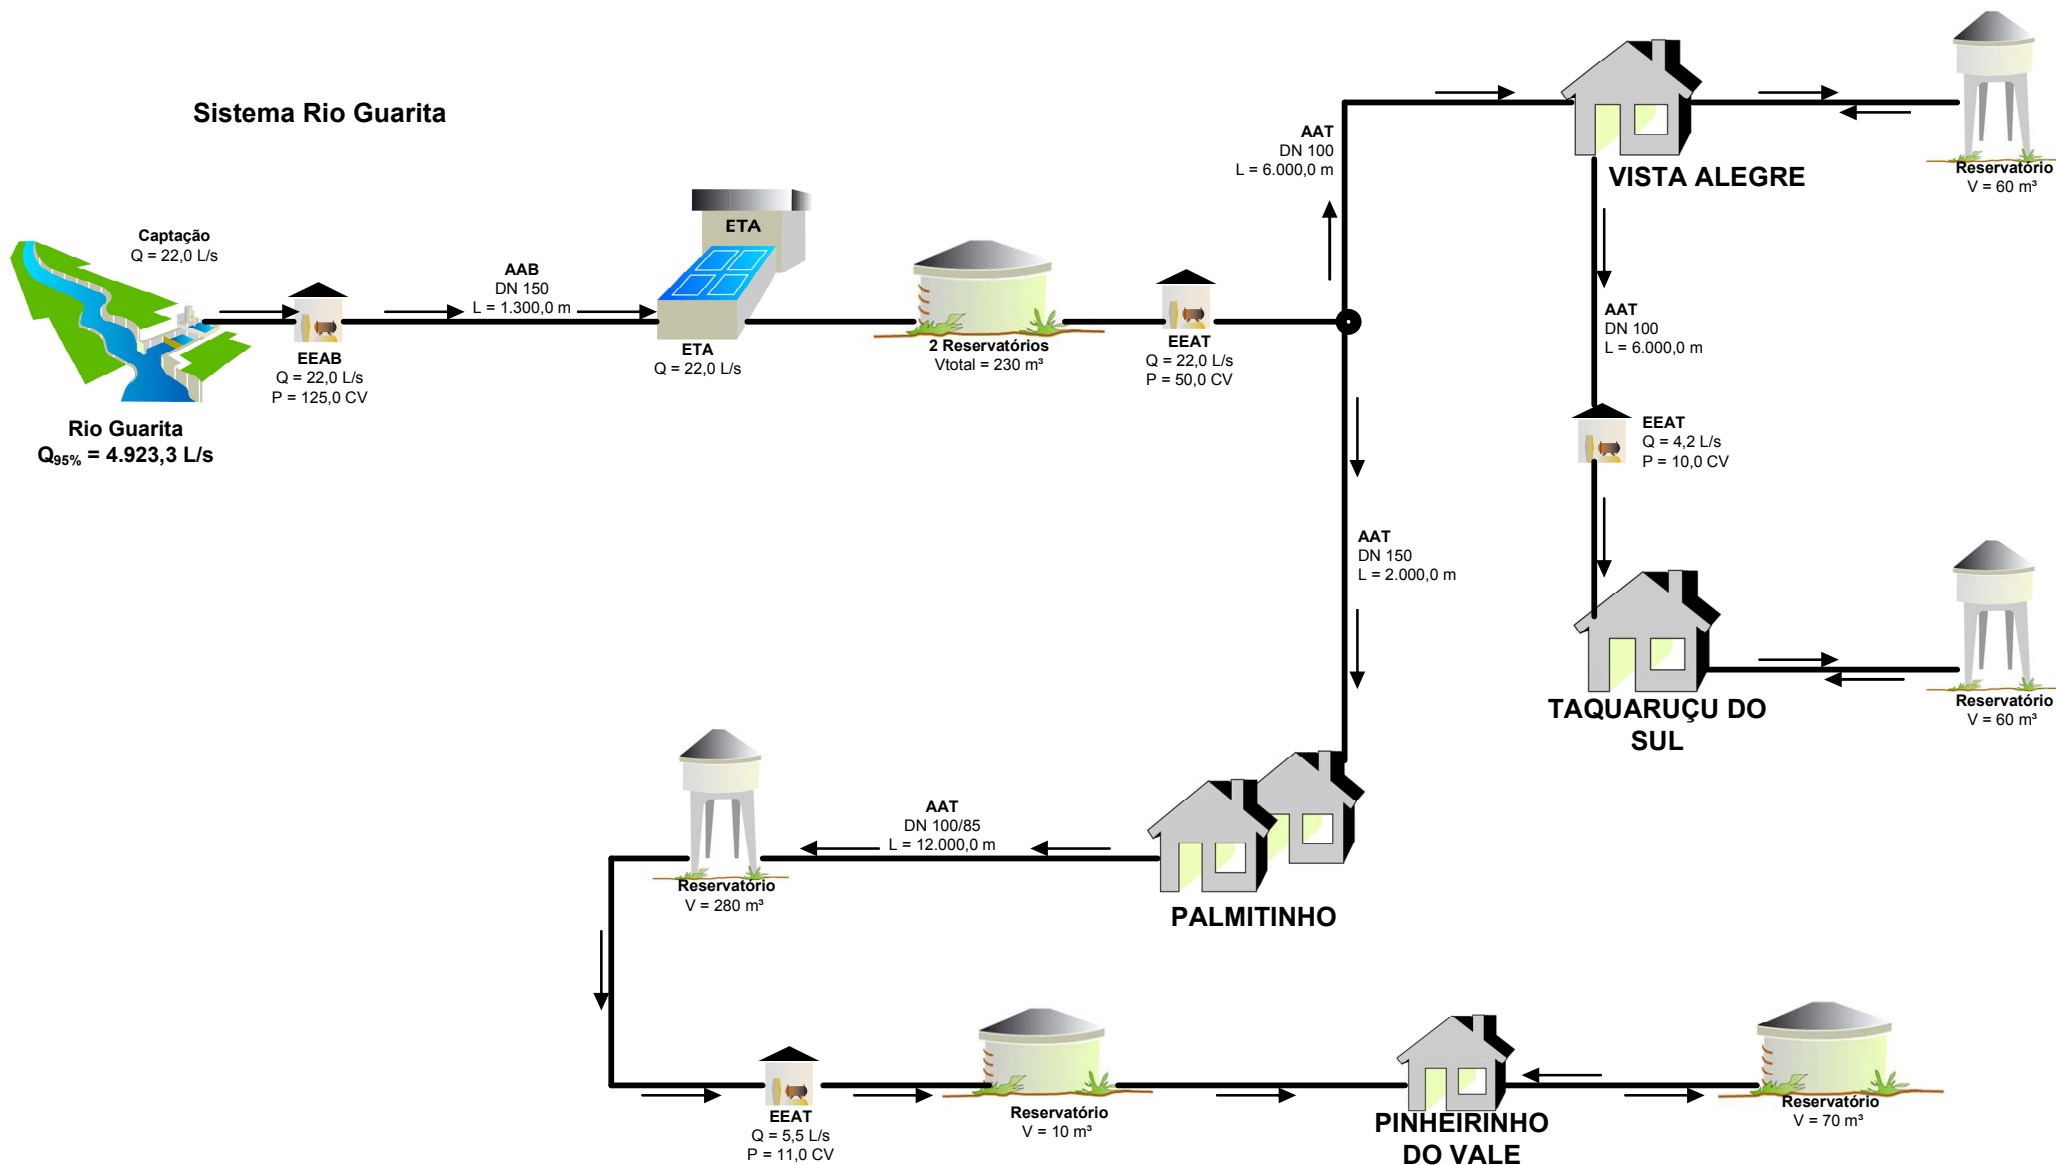 Sistema Rio Guarita
Captação
Q = 22,0 L/s
EEAB
Q = 22,0 L/s
P = 125,0 CV
Rio Guarita
Q95% = 4.923,3 L/s
AAB
DN 150
L = 1.300,0 m
ETA
ETA
Q = 22,0 L/s
2 Reservatórios
Vtotal = 230 m³
EEAT
Q = 22,0 L/s
P = 50,0 CV
AAT
DN 100
L = 6.000,0 m
VISTA ALEGRE
Reservatório
V = 60 m³
AAT
DN 100
L = 6.000,0 m
EEAT
Q = 4,2 L/s
P = 10,0 CV
TAQUARUÇU DO
SUL
Reservatório
V = 60 m³
AAT
DN 150
L = 2.000,0 m
PALMITINHO
AAT
DN 100/85
L = 12.000,0 m
Reservatório
V = 280 m³
EEAT
Q = 5,5 L/s
P = 11,0 CV
Reservatório
V = 10 m³
PINHEIRINHO
DO VALE
Reservatório
V = 70 m³